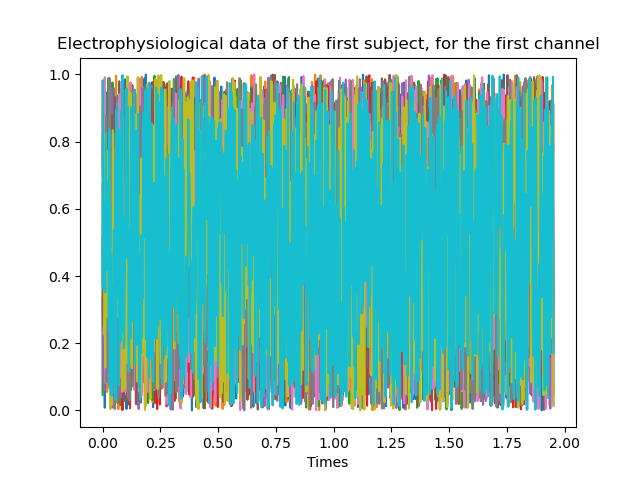 Electrophysiological data of the first subject, for the first channel
1.0
0.8
0.6
0.4
0.2
0.0
0.00 0.25 0.50 0.75 1.00 1.25 1.50 1.75 2.00
Times